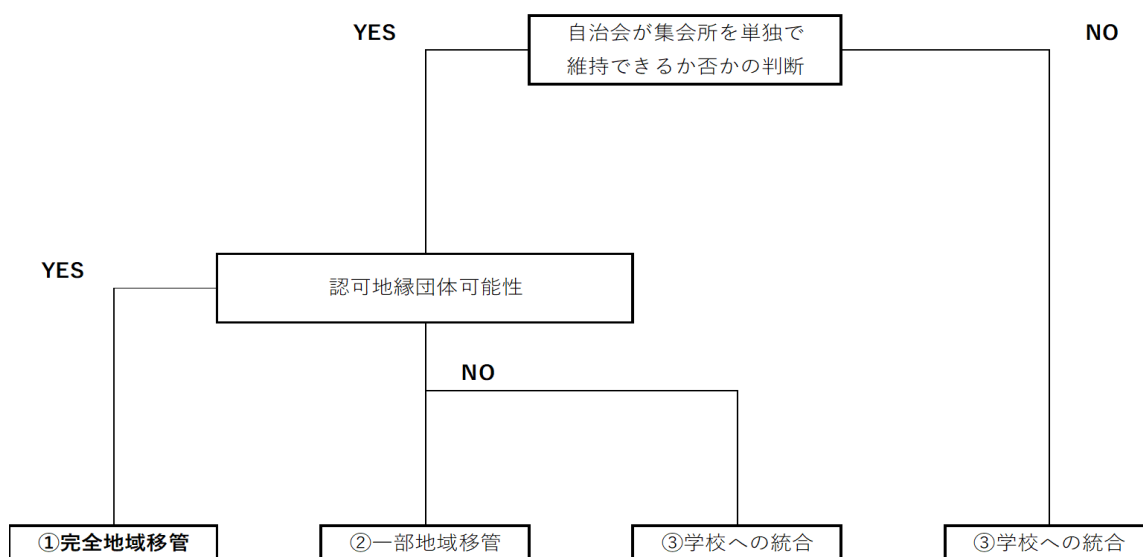 YES
自治会が集会所を単独で
維持できるか否かの判断
NO
YES
認可地縁団体可能性
NO
①完全地域移管
②一部地域移管
③学校への統合
③学校への統合